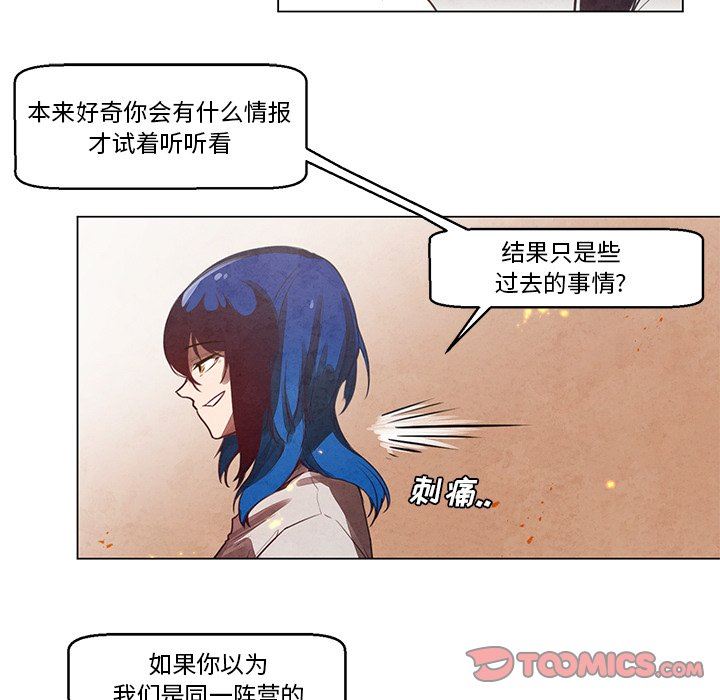 本来好奇你会有什么情报
才试着听听看
结果只是些
过去的事情?
刺痛..
如果你以为
我们是同一阵营的
TOOMICS.COM